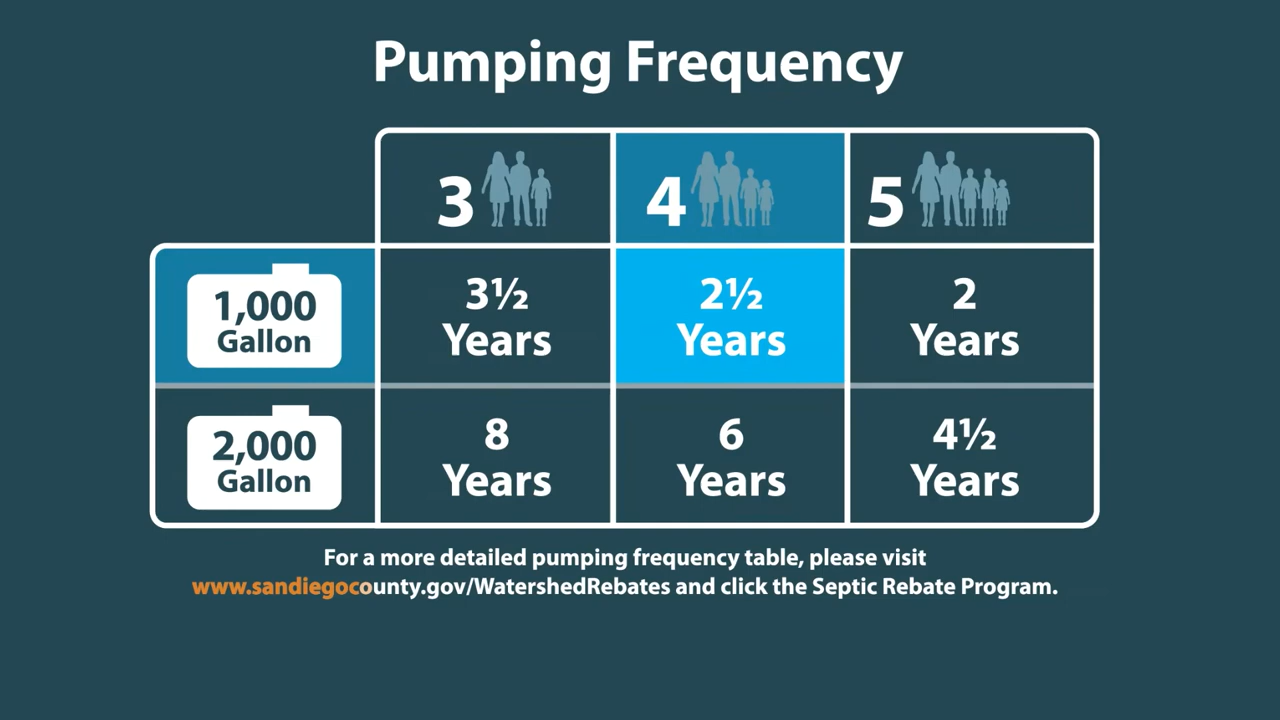 Pumping Frequency
3 4 5
1,000
Gallon
3½
Years
2½
Years
2
Years
2,000
Gallon
8
Years
6
Years
4½
Years
For a more detailed pumping frequency table, please visit
www.sandiegocounty.gov/WatershedRebates and click the Septic Rebate Program.